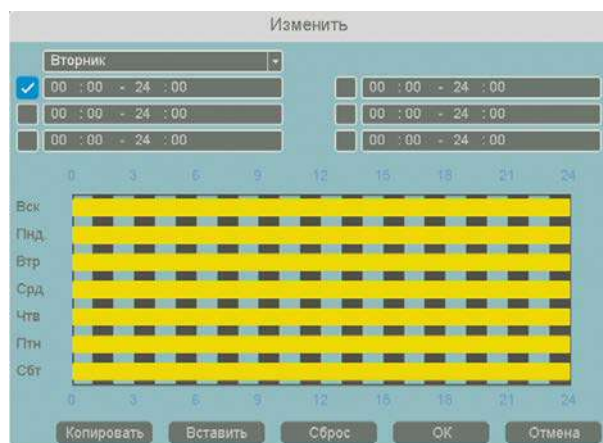 Изменить
Вторник
00 :00 - 24 :00 00 :00 - 24 :00
00 :00 - 24 :00 00 :00 - 24 :00
00 :00 - 24 :00 00 :00 - 24 :00
0 3 6 9 12 15 18 21 24
Вск
Пнд.
Втр
Срд
Чтв
Птн
Сбт
0 3 6 9 12 15 18 21 24
Копировать Вставить Сброс ОК Отмена